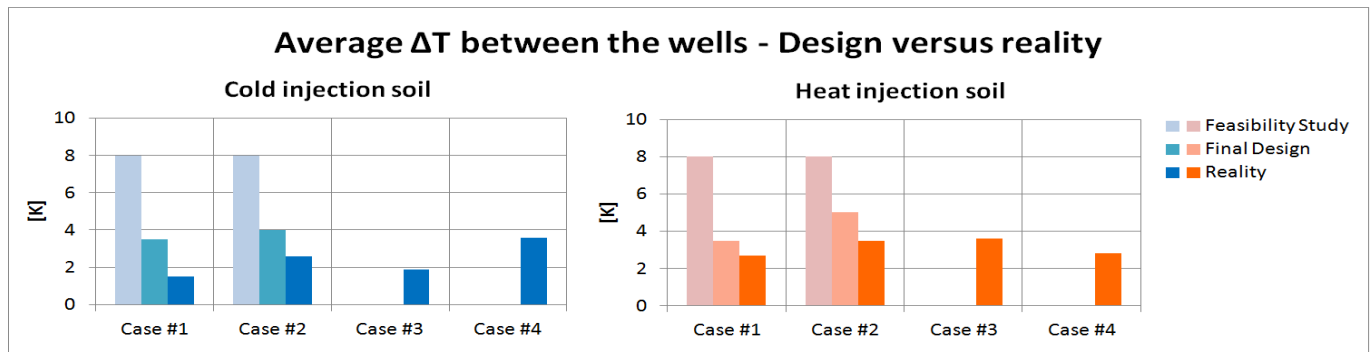 Average ΔT between the wells - Design versus reality
Cold injection soil
[K]
10
8
6
4
2
0
Case #1 Case #2 Case #3 Case #4
Heat injection soil
[K]
10
8
6
4
2
0
Case #1 Case #2 Case #3 Case #4
Feasibility Study
Final Design
Reality